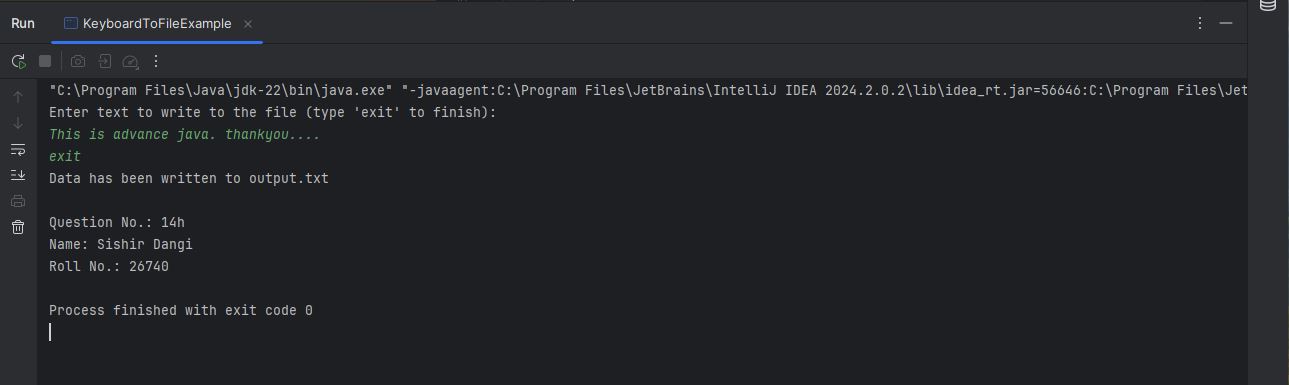 Run KeyboardToFileExample
"C:\Program Files\Java\jdk-22\bin\java.exe" "-javaagent:C:\Program Files\JetBrains\IntelliJ IDEA 2024.2.0.2\lib\idea_rt.jar=56646:C:\Program Files\Jet
Enter text to write to the file (type 'exit' to finish):
This is advance java. thankyou....
exit
Data has been written to output.txt
Question No.: 14h
Name: Sishir Dangi
Roll No.: 26740
Process finished with exit code 0